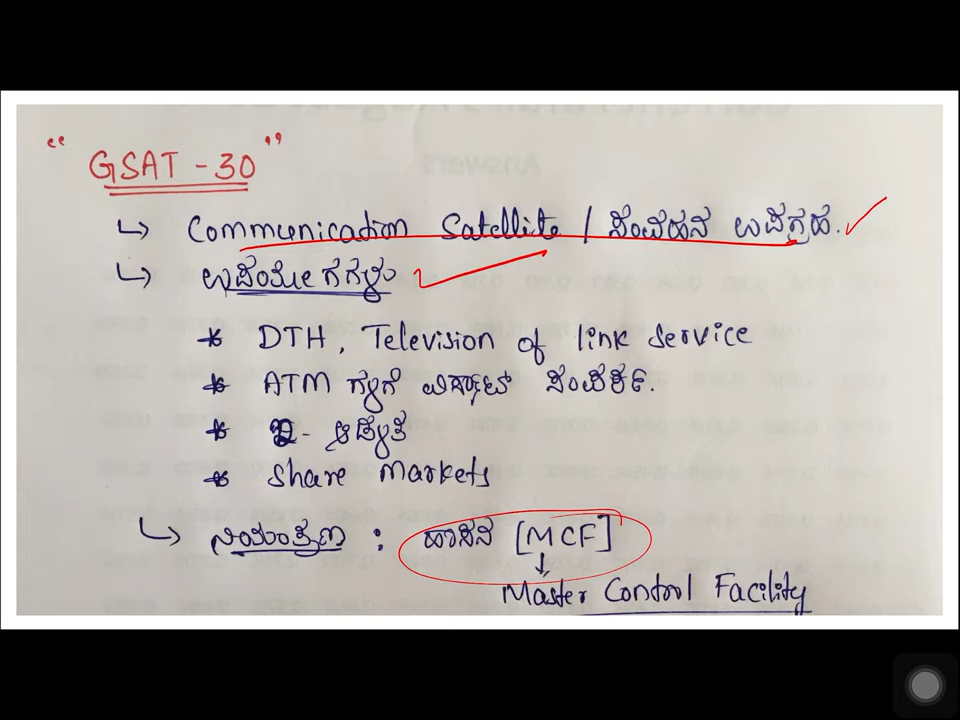 "GSAT - 30"
↳ Communication Satellite / ಸಂವಹನ ಉಪಗ್ರಹ.
↳ ಉಪಯೋಗಗಳು
* DTH, Television of link Service
* ATM ಗಳಿಗೆ ವಿಸ್ಯಾಟ್ ಸಂಪರ್ಕ.
* ಇ- ಆಡಳಿತ
* Share Markets
↳ ನಿಯಂತ್ರಣ : ಹಾಸನ [MCF]
↓
Master Control Facility